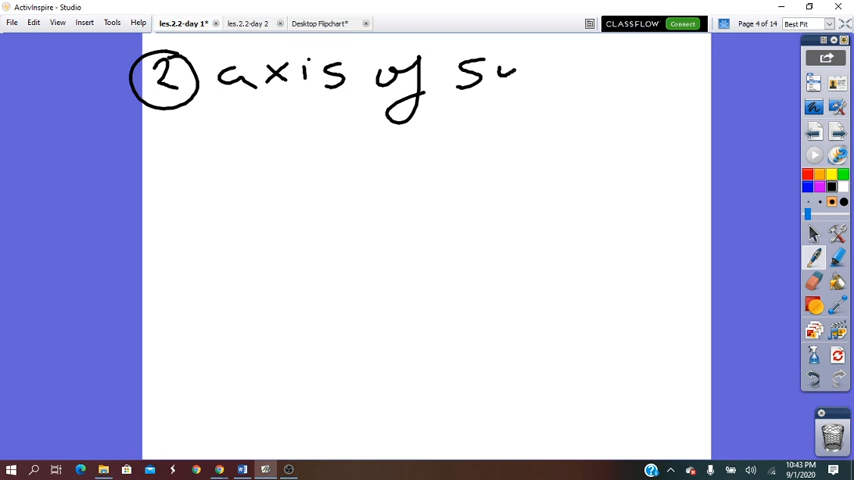 ActivInspire - Studio
File Edit View Insert Tools Help
les.2.2-day 1* les.2.2-day 2 Desktop Flipchart*
CLASSFLOW Connect
Page 4 of 14 Best Fit
2 axis of
10:43 PM
9/1/2020